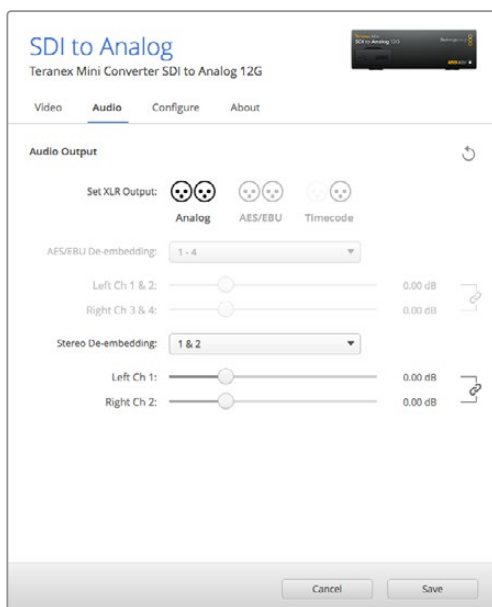 SDI to Analog
Teranex Mini Converter SDI to Analog 12G
Video Audio Configure About
Audio Output
Set XLR Output:
Analog AES/EBU Timecode
AES/EBU De-embedding: 1 - 4
Left Ch 1 & 2: 0.00 dB
Right Ch 3 & 4: 0.00 dB
Stereo De-embedding: 1 & 2
Left Ch 1: 0.00 dB
Right Ch 2: 0.00 dB
Cancel Save